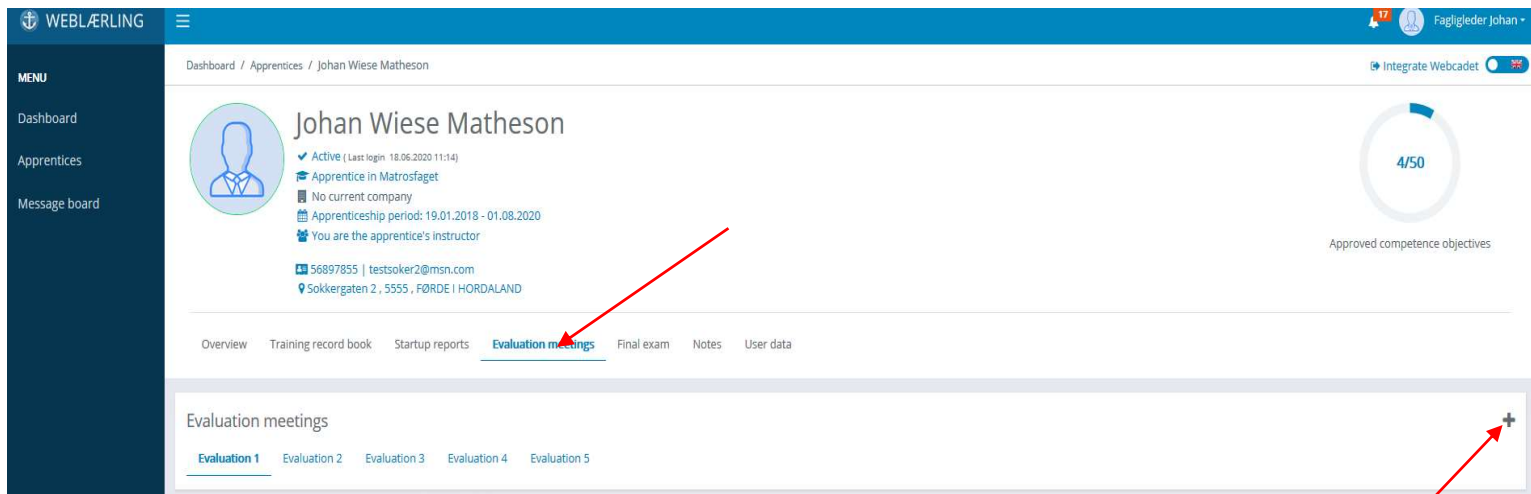 WEBLÆRLING
17
Fagligleder Johan
MENU
Dashboard
Apprentices
Message board
Dashboard / Apprentices / Johan Wiese Matheson
Integrate Webcadet
Johan Wiese Matheson
Active ( Last login 18.06.2020 11:14)
Apprentice in Matrosfaget
No current company
Apprenticeship period: 19.01.2018 - 01.08.2020
You are the apprentice's instructor
56897855 | testsoker2@msn.com
Sokkergaten 2 , 5555 , FØRDE I HORDALAND
4/50
Approved competence objectives
Overview Training record book Startup reports Evaluation meetings Final exam Notes User data
Evaluation meetings
Evaluation 1 Evaluation 2 Evaluation 3 Evaluation 4 Evaluation 5